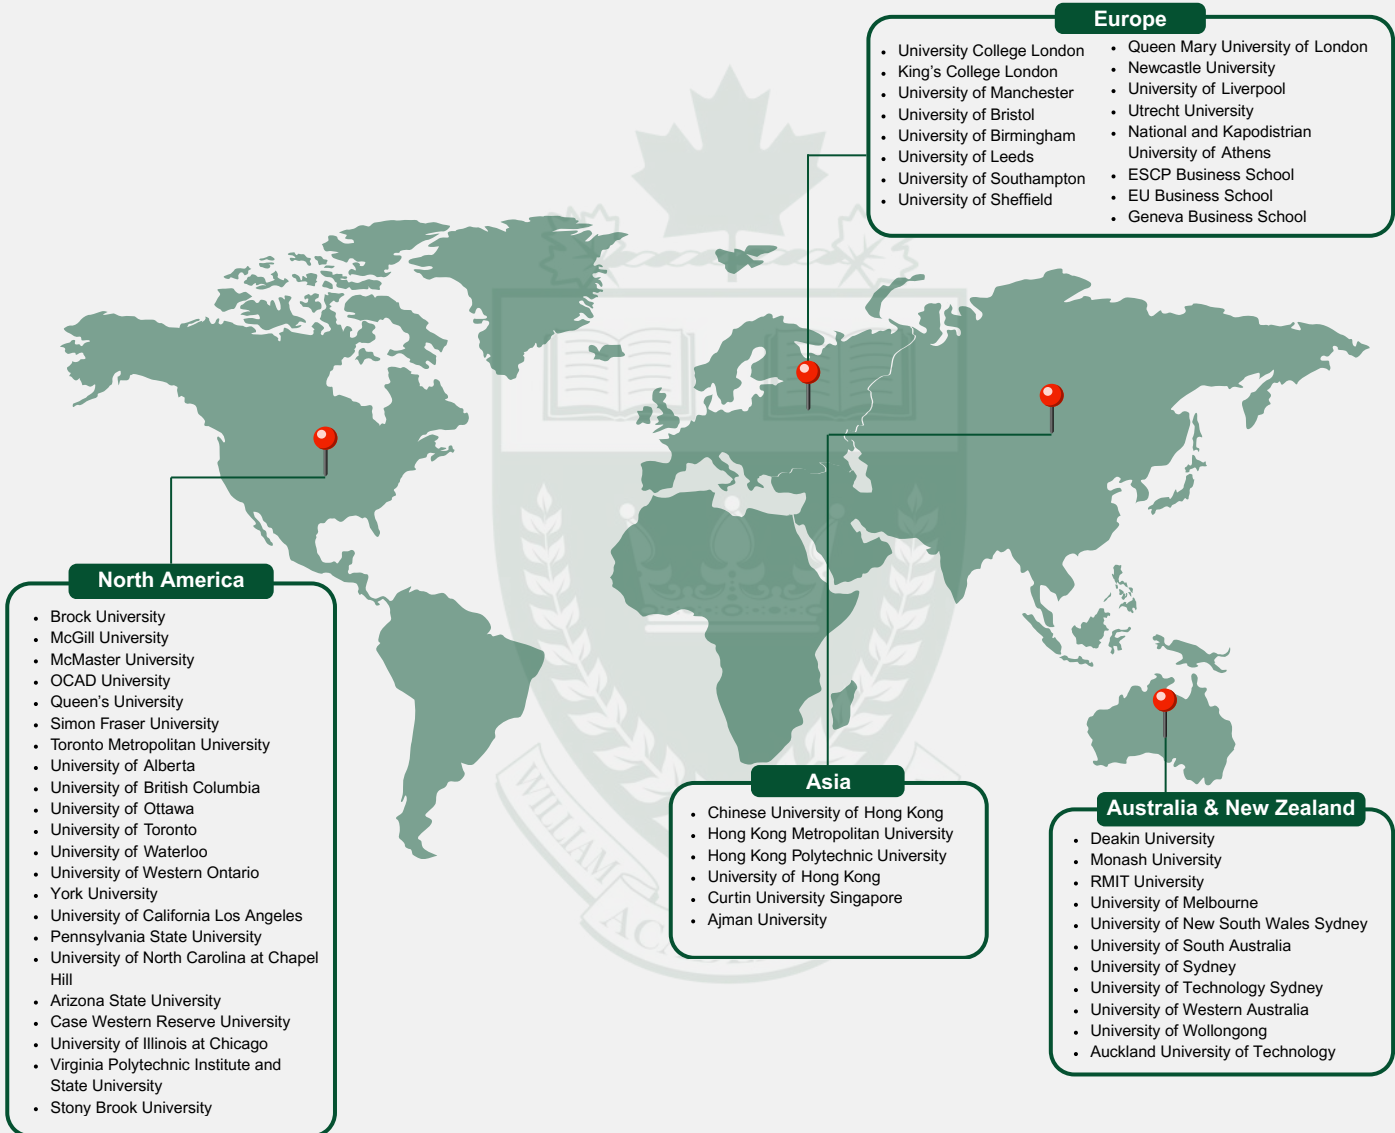 Europe
University College London
King's College London
University of Manchester
University of Bristol
University of Birmingham
University of Leeds
University of Southampton
University of Sheffield
Queen Mary University of London
Newcastle University
University of Liverpool
Utrecht University
National and Kapodistrian
University of Athens
ESCP Business School
EU Business School
Geneva Business School
North America
Brock University
McGill University
McMaster University
OCAD University
Queen's University
Simon Fraser University
Toronto Metropolitan University
University of Alberta
University of British Columbia
University of Ottawa
University of Toronto
University of Waterloo
University of Western Ontario
York University
University of California Los Angeles
Pennsylvania State University
University of North Carolina at Chapel
Hill
Arizona State University
Case Western Reserve University
University of Illinois at Chicago
Virginia Polytechnic Institute and
State University
Stony Brook University
Asia
Chinese University of Hong Kong
Hong Kong Metropolitan University
Hong Kong Polytechnic University
University of Hong Kong
Curtin University Singapore
Ajman University
Australia & New Zealand
Deakin University
Monash University
RMIT University
University of Melbourne
University of New South Wales Sydney
University of South Australia
University of Sydney
University of Technology Sydney
University of Western Australia
University of Wollongong
Auckland University of Technology
WILLIAM